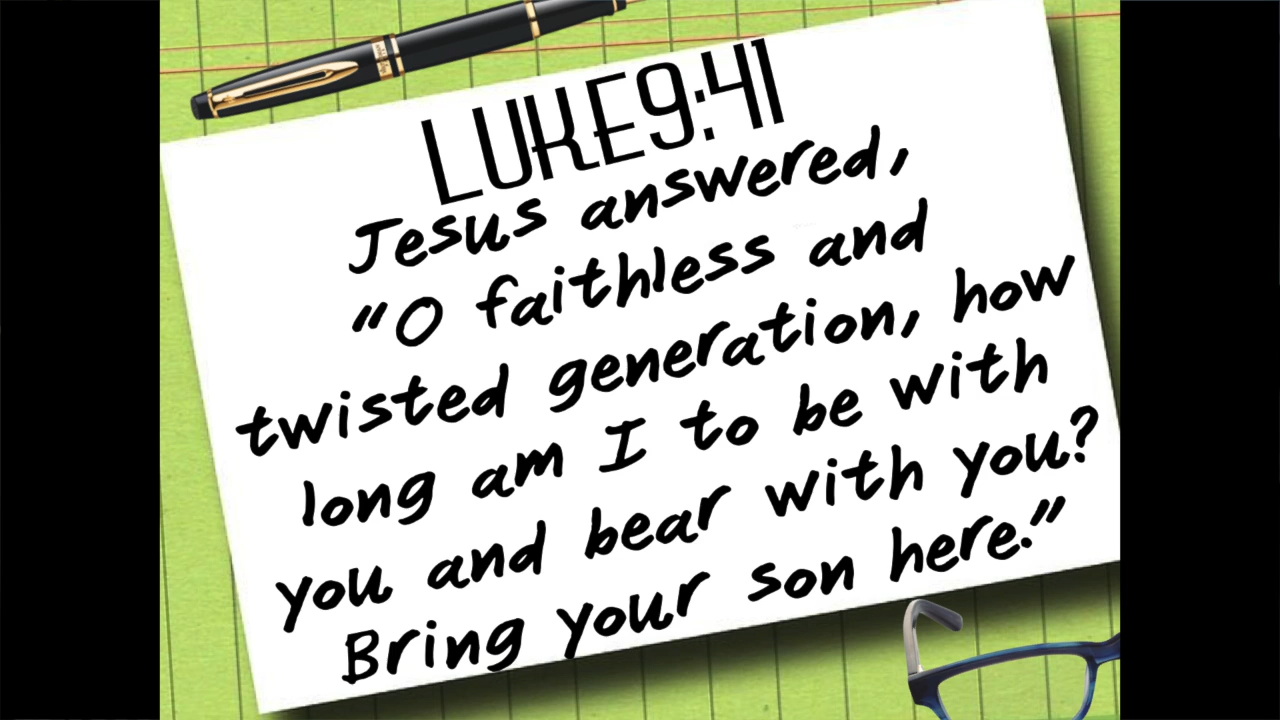 LUKE9:41
Jesus answered,
“O faithless and
twisted generation, how
long am I to be with
you and bear with you?
Bring your son here.”